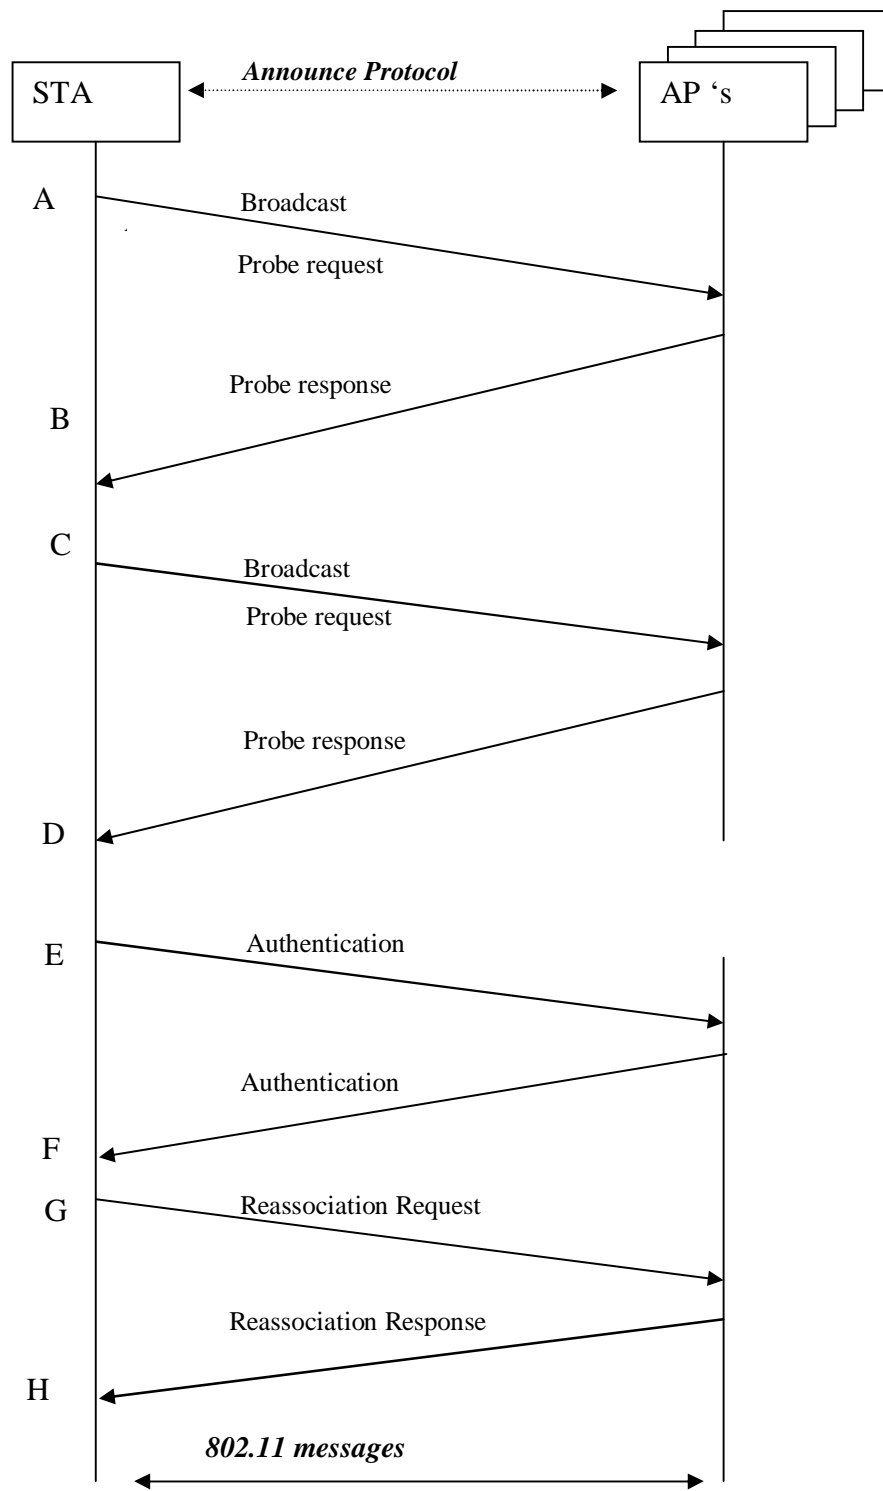 Announce Protocol
STA
AP ‘s
A
Broadcast
Probe request
Probe response
B
C
Broadcast
Probe request
Probe response
D
E
Authentication
Authentication
F
G
Reassociation Request
Reassociation Response
H
802.11 messages